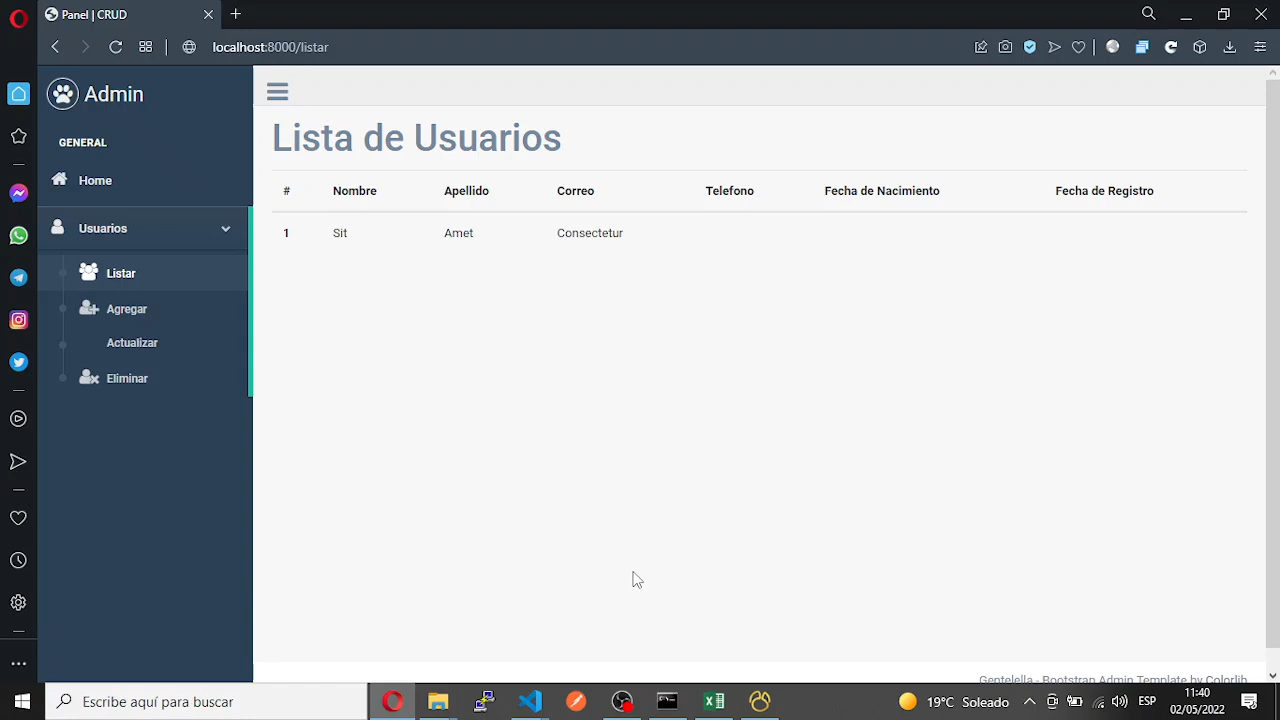 Panel | CRUD
localhost:8000/listar
Admin
GENERAL
Home
Usuarios
Listar
Agregar
Actualizar
Eliminar
Lista de Usuarios
# Nombre Apellido Correo Telefono Fecha de Nacimiento Fecha de Registro
1 Sit Amet Consectetur
Gentelella - Bootstrap Admin Template by Colorlib
Escribe aquí para buscar
19°C Soleado
ESP
11:40
02/05/2022